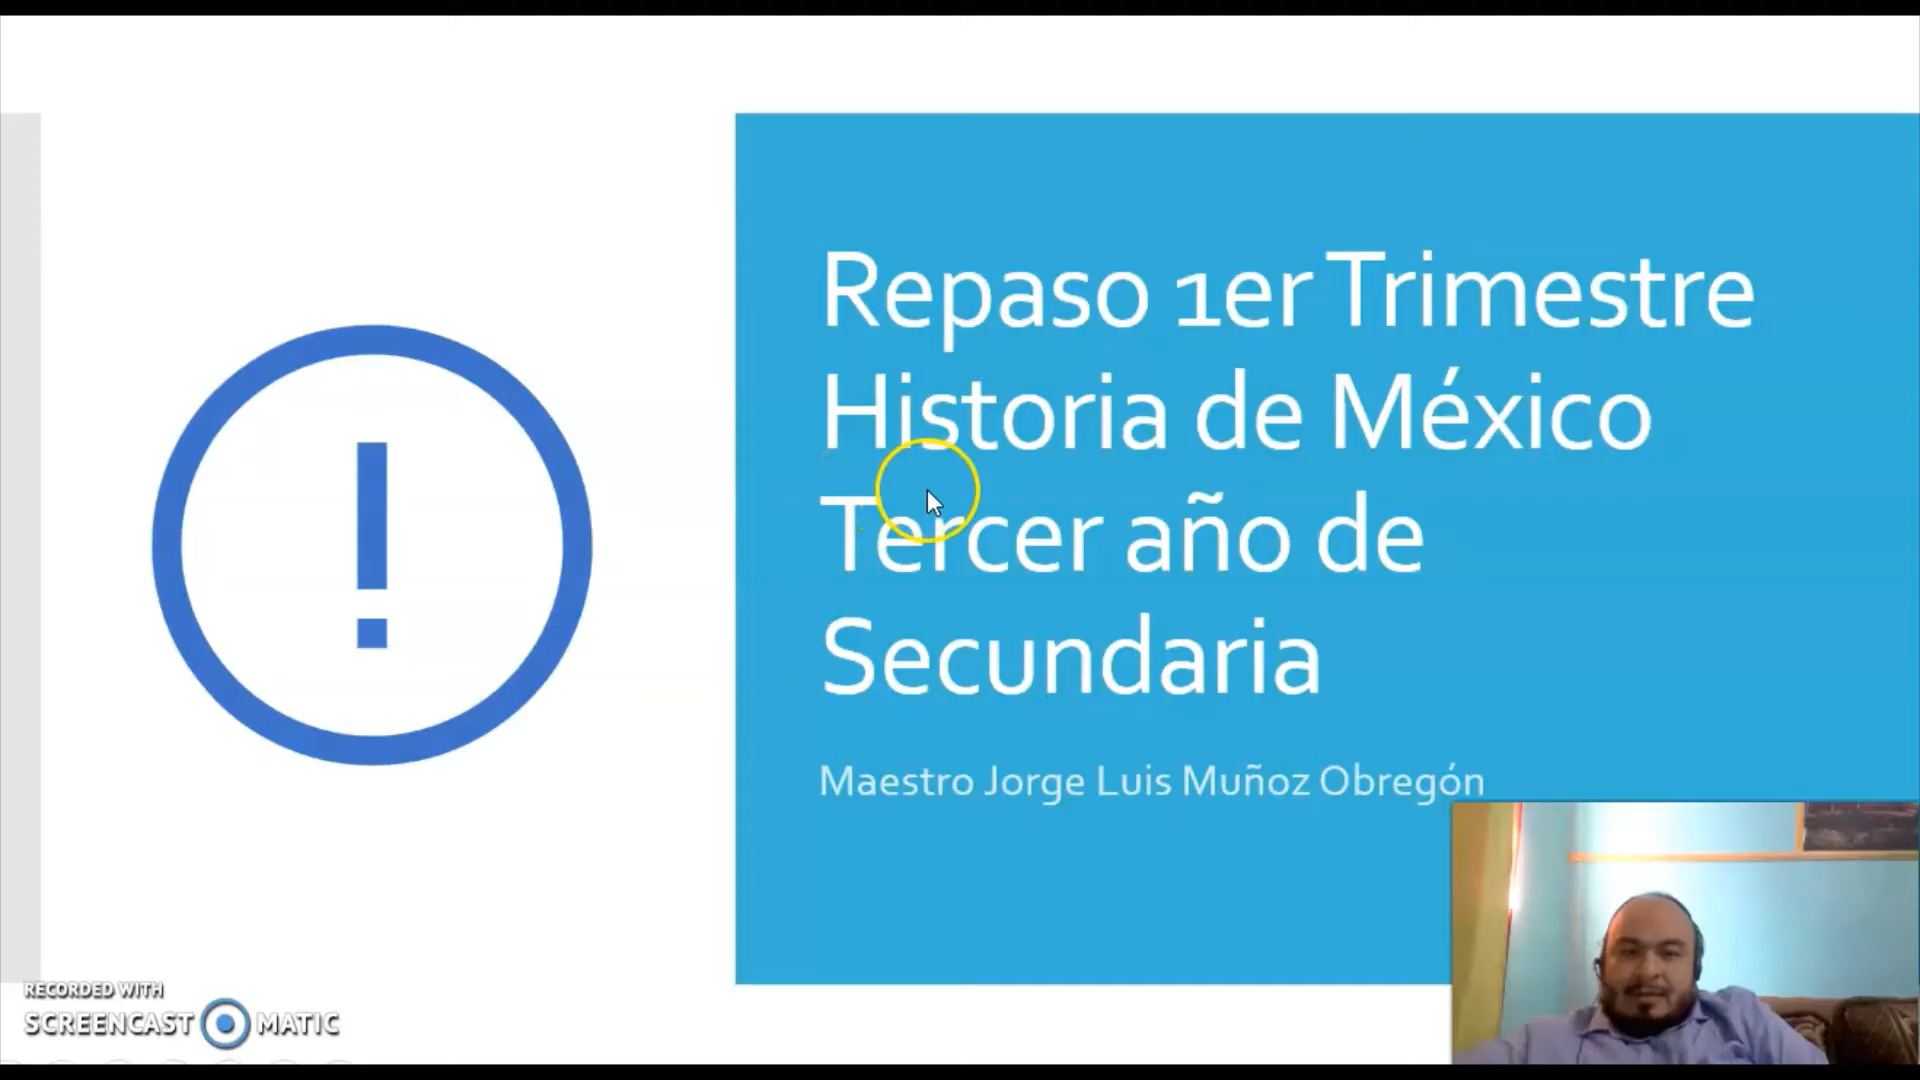 Repaso 1er Trimestre
Historia de México
Tercer año de
Secundaria
Maestro Jorge Luis Muñoz Obregón
RECORDED WITH
SCREENCAST MATIC